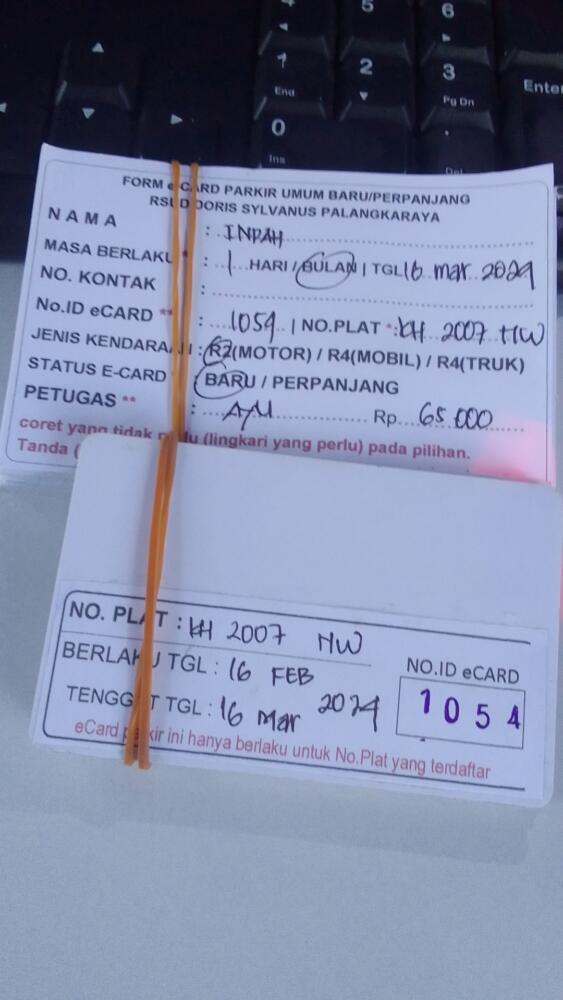 5
6
1
End
2
3
Pg Dn
Enter
0
Ins
Del
FORM e-CARD PARKIR UMUM BARU/PERPANJANG
RSUD DORIS SYLVANUS PALANGKARAYA
NAMA : INDAH
MASA BERLAKU * : 1 HARI / BULAN | TGL 16 mar 2024
NO. KONTAK :
No.ID eCARD ** : 1054 | NO.PLAT * : KH 2007 HW
JENIS KENDARAAN : R2(MOTOR) / R4(MOBIL) / R4(TRUK)
STATUS E-CARD BARU / PERPANJANG
PETUGAS ** : Rp 65.000
coret yang tidak perlu (lingkari yang perlu) pada pilihan.
Tanda (
NO. PLAT : KH 2007 HW
BERLAKU TGL : 16 FEB
TENGGAT TGL : 16 mar 2024
NO.ID eCARD
1054
eCard parkir ini hanya berlaku untuk No.Plat yang terdaftar